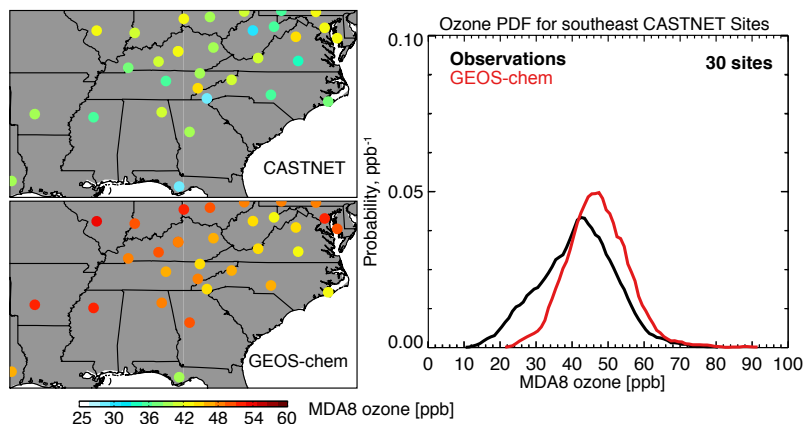 CASTNET
GEOS-chem
25 30 36 42 48 54 60
MDA8 ozone [ppb]
Ozone PDF for southeast CASTNET Sites
Observations
GEOS-chem
30 sites
Probability, ppb-1
0.10
0.05
0.00
0 10 20 30 40 50 60 70 80 90 100
MDA8 ozone [ppb]